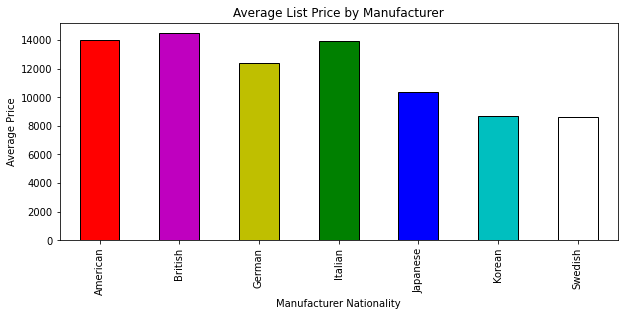 Average List Price by Manufacturer
Average Price
14000
12000
10000
8000
6000
4000
2000
0
American
British
German
Italian
Japanese
Korean
Swedish
Manufacturer Nationality